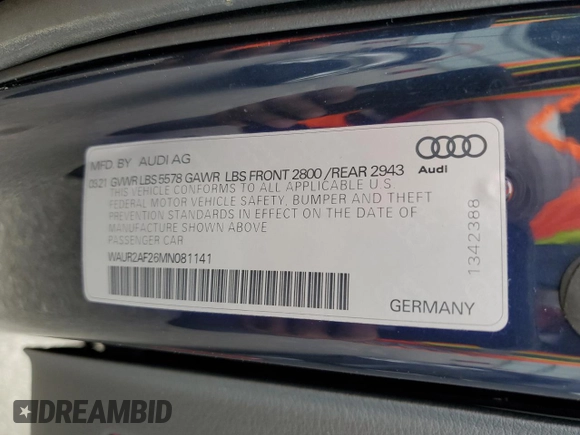 MFD. BY AUDI AG
05/21 GVWR LBS 5578 GAWR LBS FRONT 2800 / REAR 2943
THIS VEHICLE CONFORMS TO ALL APPLICABLE U.S.
FEDERAL MOTOR VEHICLE SAFETY, BUMPER AND THEFT
PREVENTION STANDARDS IN EFFECT ON THE DATE OF
MANUFACTURE SHOWN ABOVE
PASSENGER CAR
WAUR2AF26MN081141
Audi
1342388
GERMANY
DREAMBID